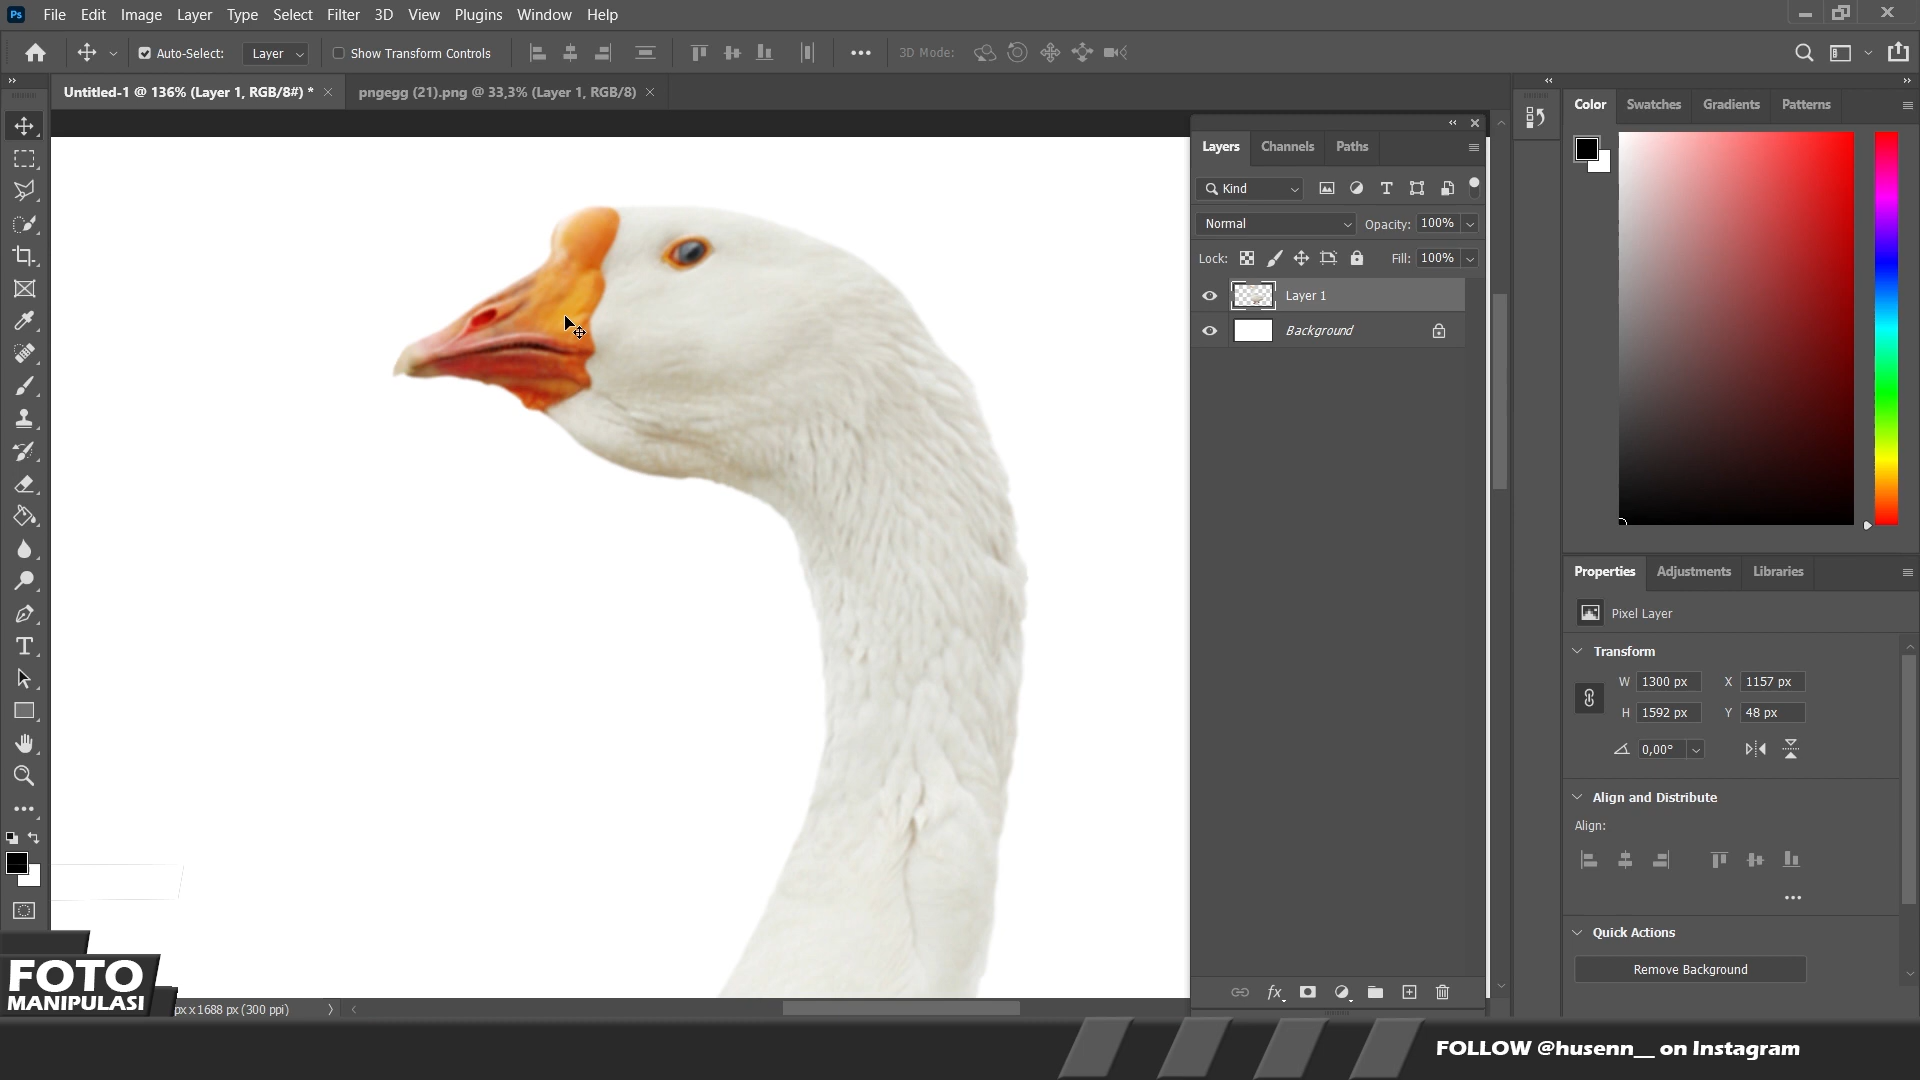 Ps File Edit Image Layer Type Select Filter 3D View Plugins Window Help
Auto-Select: Layer Show Transform Controls 3D Mode:
Untitled-1 @ 136% (Layer 1, RGB/8#) * pngegg (21).png @ 33,3% (Layer 1, RGB/8)
Layers Channels Paths
Kind
Normal Opacity: 100%
Lock: Fill: 100%
Layer 1
Background
fx
Color Swatches Gradients Patterns
Properties Adjustments Libraries
Pixel Layer
Transform
W 1300 px X 1157 px
H 1592 px Y 48 px
0,00°
Align and Distribute
Align:
Quick Actions
Remove Background
px x 1688 px (300 ppi)
FOTO
MANIPULASI
FOLLOW @husenn__ on Instagram